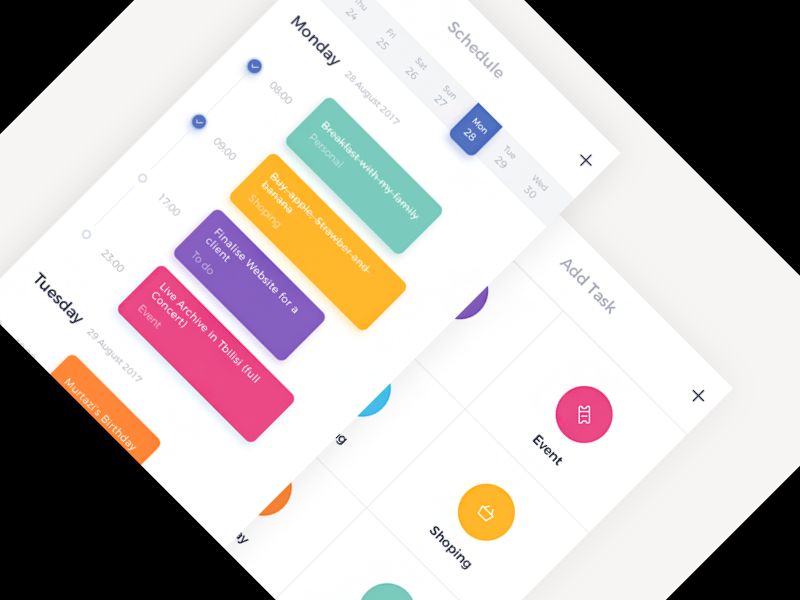 Schedule
Thu
24
Fri
25
Sat
26
Sun
27
Mon
28
Tue
29
Wed
30
Monday
28 August 2017
08:00
Breakfast with my family
Personal
09:00
Buy: apple, Strawber and
banana
Shoping
17:00
Finalise Website for a
client
To do
23:00
Live Archive in Tbilisi (full
Concert)
Event
Tuesday
29 August 2017
Murtazi's Birthday
Add Task
Event
Shoping